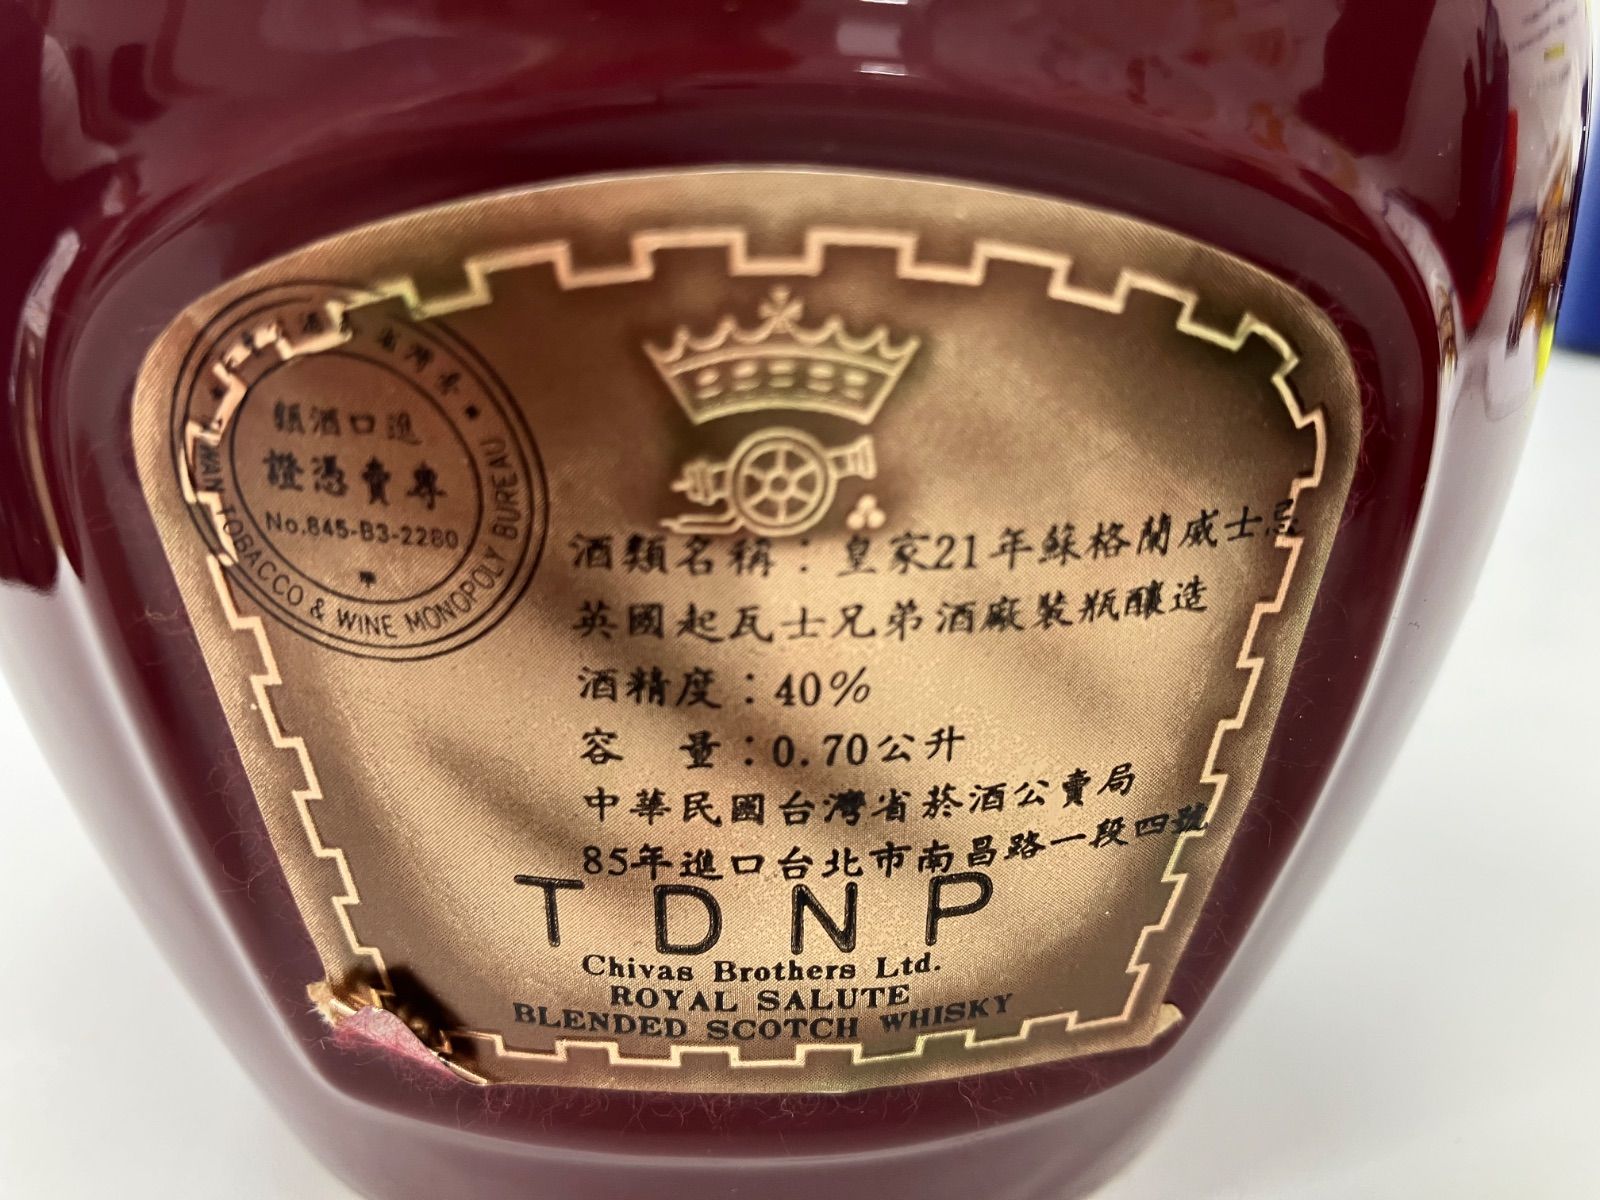 進口酒類
專賣憑證
No.845-B3-2280
TOBACCO & WINE MONOPOLY BUREAU
酒類名稱：皇家21年蘇格蘭威士忌
英國起瓦士兄弟酒廠裝瓶釀造
酒精度：40%
容　量：0.70公升
中華民國台灣省菸酒公賣局
85年進口台北市南昌路一段四號
TDNP
Chivas Brothers Ltd.
ROYAL SALUTE
BLENDED SCOTCH WHISKY